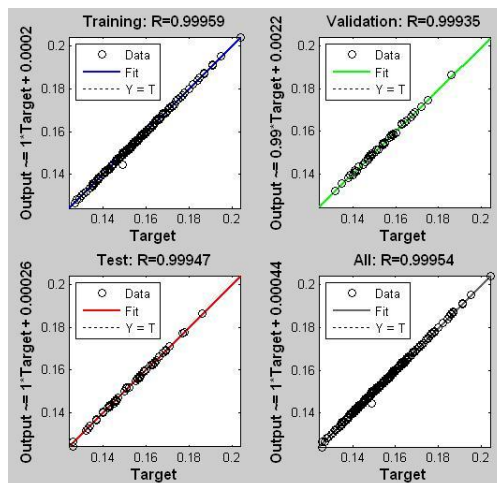 Training: R=0.99959
Output ~= 1*Target + 0.0002
0.2
0.18
0.16
0.14
Data
Fit
Y = T
0.14 0.16 0.18 0.2
Target
Validation: R=0.99935
Output ~= 0.99*Target + 0.0022
0.2
0.18
0.16
0.14
Data
Fit
Y = T
0.14 0.16 0.18 0.2
Target
Test: R=0.99947
Output ~= 1*Target + 0.00026
0.2
0.18
0.16
0.14
Data
Fit
Y = T
0.14 0.16 0.18 0.2
Target
All: R=0.99954
Output ~= 1*Target + 0.00044
0.2
0.18
0.16
0.14
Data
Fit
Y = T
0.14 0.16 0.18 0.2
Target